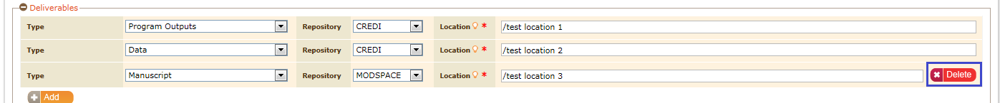 Deliverables
Type Program Outputs Repository CREDI Location * /test location 1
Type Data Repository CREDI Location * /test location 2
Type Manuscript Repository MODSPACE Location * /test location 3 Delete
Add